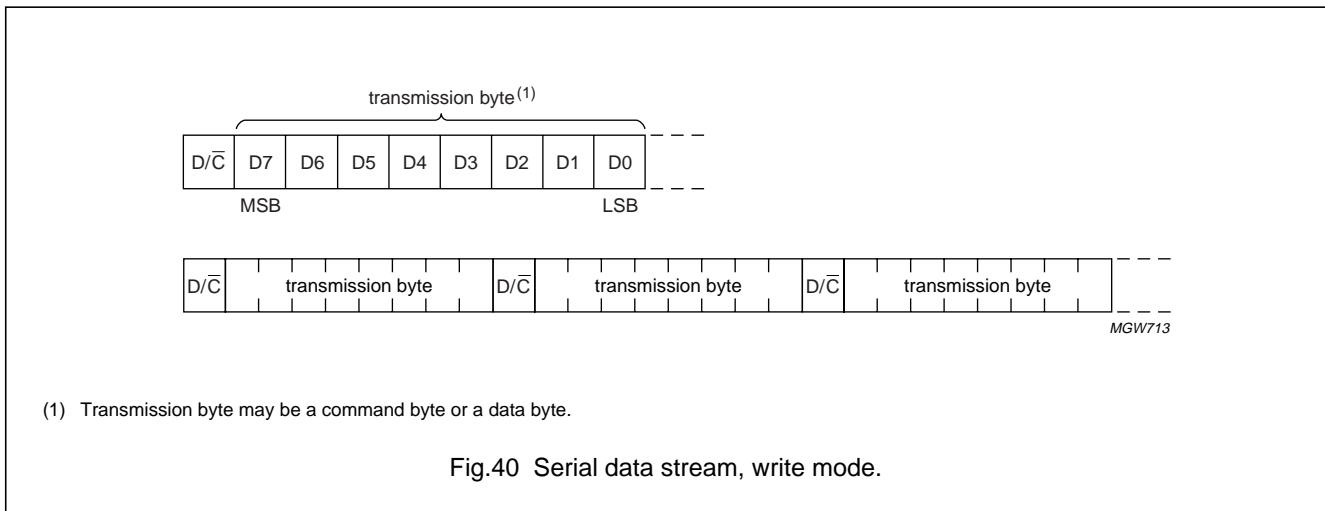 transmission byte(1)
D/C̅ D7 D6 D5 D4 D3 D2 D1 D0
MSB LSB
D/C̅ transmission byte D/C̅ transmission byte D/C̅ transmission byte
MGW713
(1) Transmission byte may be a command byte or a data byte.
Fig.40 Serial data stream, write mode.